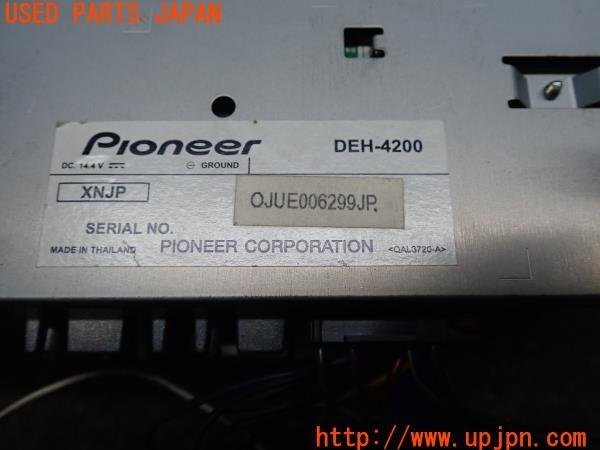 USED PARTS JAPAN
Pioneer DEH-4200
DC. 14.4 V ⊖ GROUND
XNJP
OJUE006299JP.
SERIAL NO.
MADE IN THAILAND PIONEER CORPORATION <QAL3720-A>
http://www.upjpn.com/